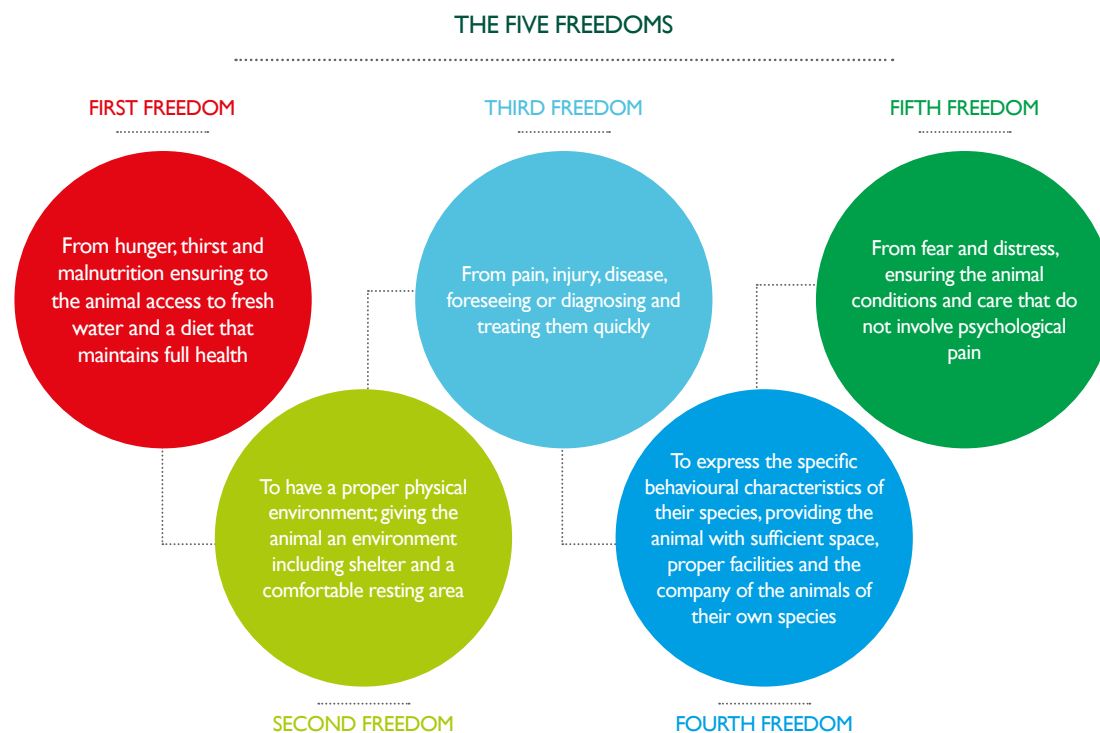 THE FIVE FREEDOMS
FIRST FREEDOM
From hunger, thirst and
malnutrition ensuring to
the animal access to fresh
water and a diet that
maintains full health
SECOND FREEDOM
To have a proper physical
environment; giving the
animal an environment
including shelter and a
comfortable resting area
THIRD FREEDOM
From pain, injury, disease,
foreseeing or diagnosing and
treating them quickly
FOURTH FREEDOM
To express the specific
behavioural characteristics of
their species, providing the
animal with sufficient space,
proper facilities and the
company of the animals of
their own species
FIFTH FREEDOM
From fear and distress,
ensuring the animal
conditions and care that do
not involve psychological
pain